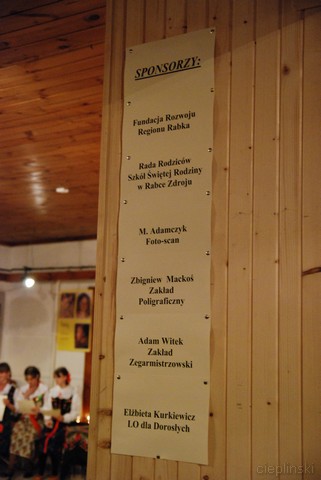 SPONSORZY:
Fundacja Rozwoju
Regionu Rabka
Rada Rodziców
Szkół Świętej Rodziny
w Rabce Zdroju
M. Adamczyk
Foto-scan
Zbigniew Mackoś
Zakład
Poligraficzny
Adam Witek
Zakład
Zegarmistrzowski
Elżbieta Kurkiewicz
LO dla Dorosłych
cieplinski